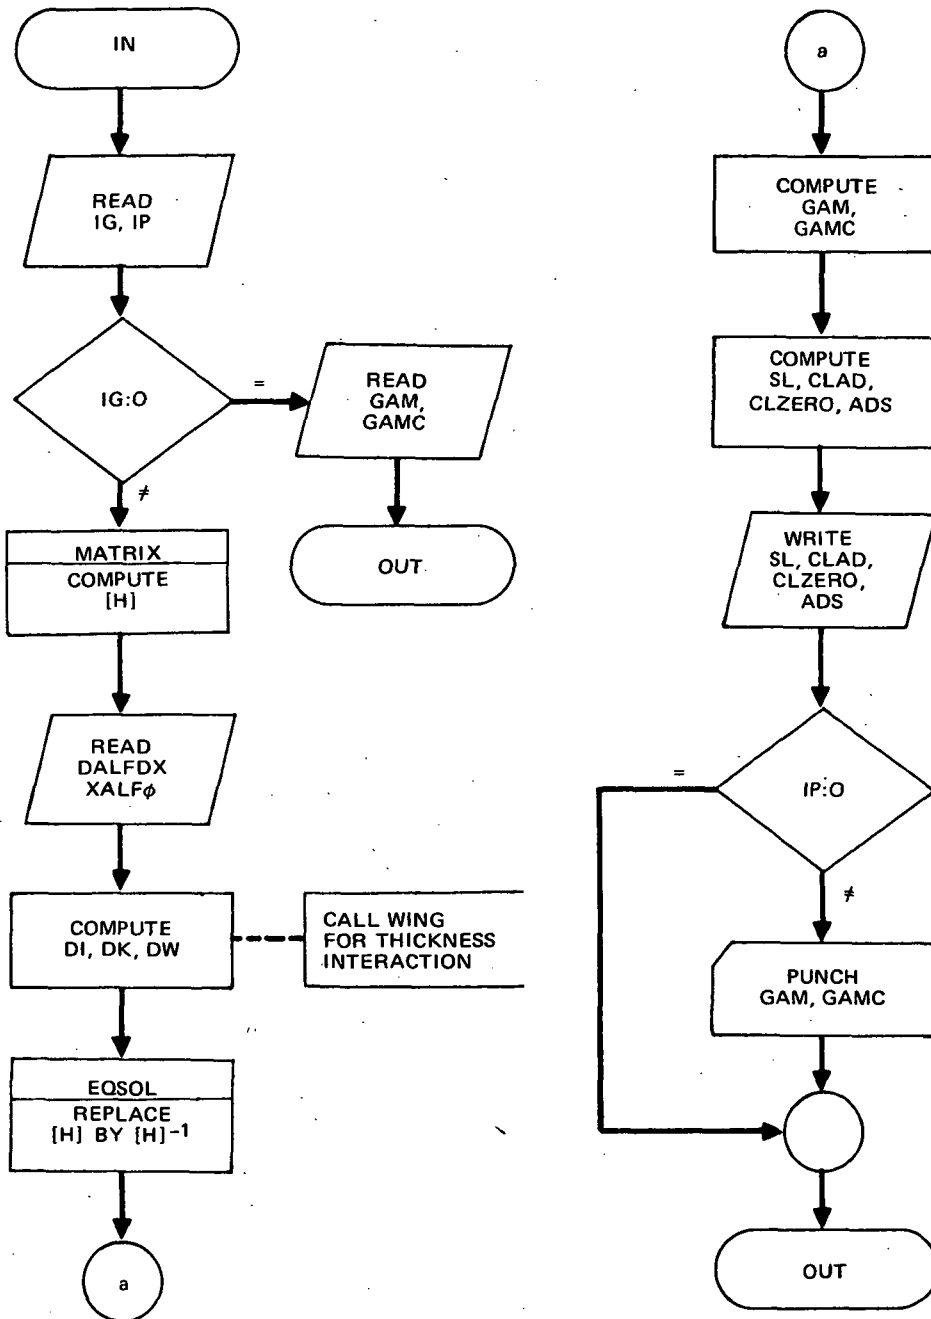 IN
READ
IG, IP
IG:O
=
≠
READ
GAM,
GAMC
OUT
MATRIX
COMPUTE
[H]
READ
DALFDX
XALFϕ
COMPUTE
DI, DK, DW
CALL WING
FOR THICKNESS
INTERACTION
EQSOL
REPLACE
[H] BY [H]⁻¹
a
a
COMPUTE
GAM,
GAMC
COMPUTE
SL, CLAD,
CLZERO, ADS
WRITE
SL, CLAD,
CLZERO,
ADS
=
IP:O
≠
PUNCH
GAM, GAMC
OUT